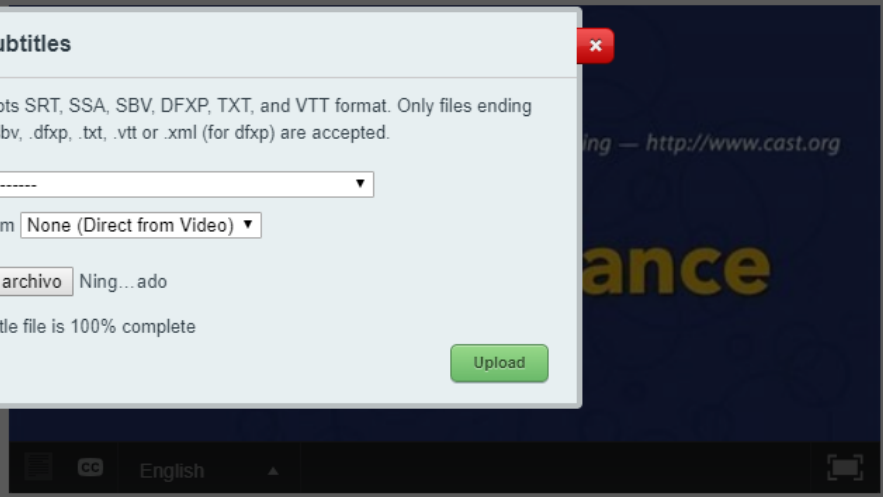 ubtitles
×
pts SRT, SSA, SBV, DFXP, TXT, and VTT format. Only files ending
bv, .dfxp, .txt, .vtt or .xml (for dfxp) are accepted.
ing — http://www.cast.org
------
m None (Direct from Video)
ance
archivo Ning...ado
tle file is 100% complete
Upload
CC English